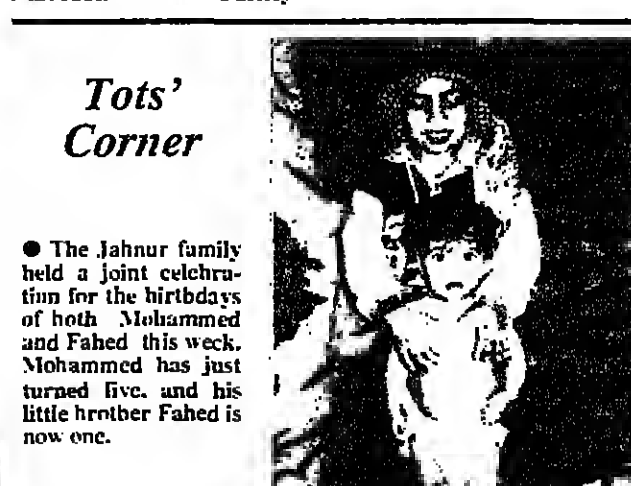 Tots'
Corner
● The Jahnur family
held a joint celebra-
tion for the birthdays
of both Mohammed
and Fahed this week.
Mohammed has just
turned five, and his
little brother Fahed is
now one.